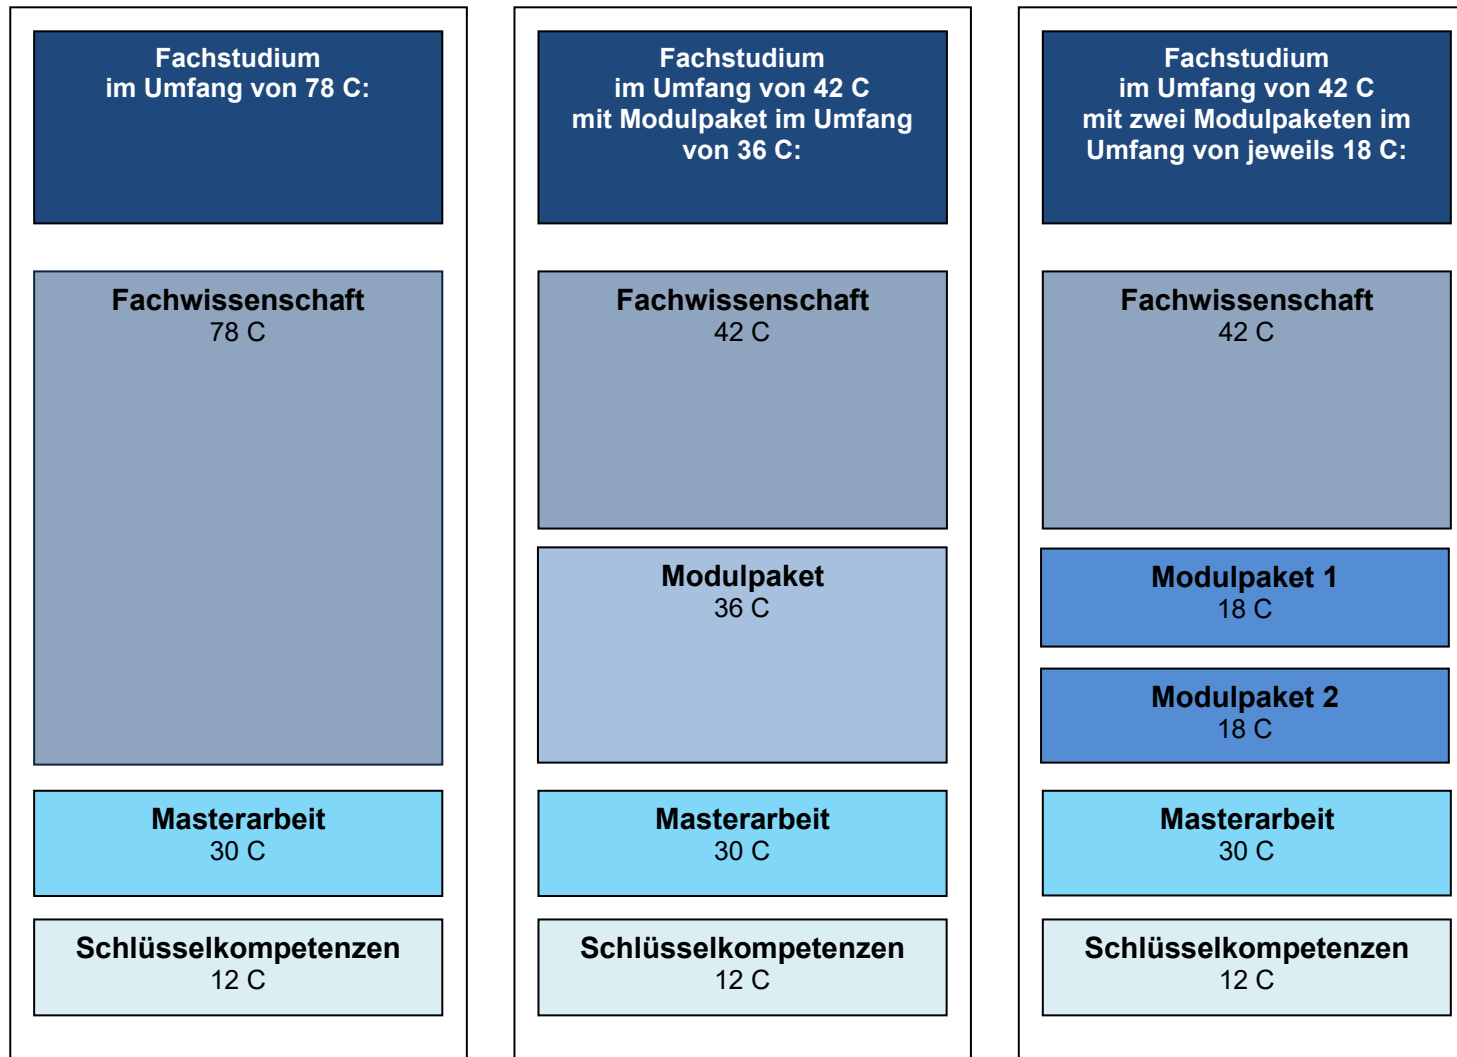 Fachstudium
im Umfang von 78 C:
Fachwissenschaft
78 C
Masterarbeit
30 C
Schlüsselkompetenzen
12 C
Fachstudium
im Umfang von 42 C
mit Modulpaket im Umfang
von 36 C:
Fachwissenschaft
42 C
Modulpaket
36 C
Masterarbeit
30 C
Schlüsselkompetenzen
12 C
Fachstudium
im Umfang von 42 C
mit zwei Modulpaketen im
Umfang von jeweils 18 C:
Fachwissenschaft
42 C
Modulpaket 1
18 C
Modulpaket 2
18 C
Masterarbeit
30 C
Schlüsselkompetenzen
12 C